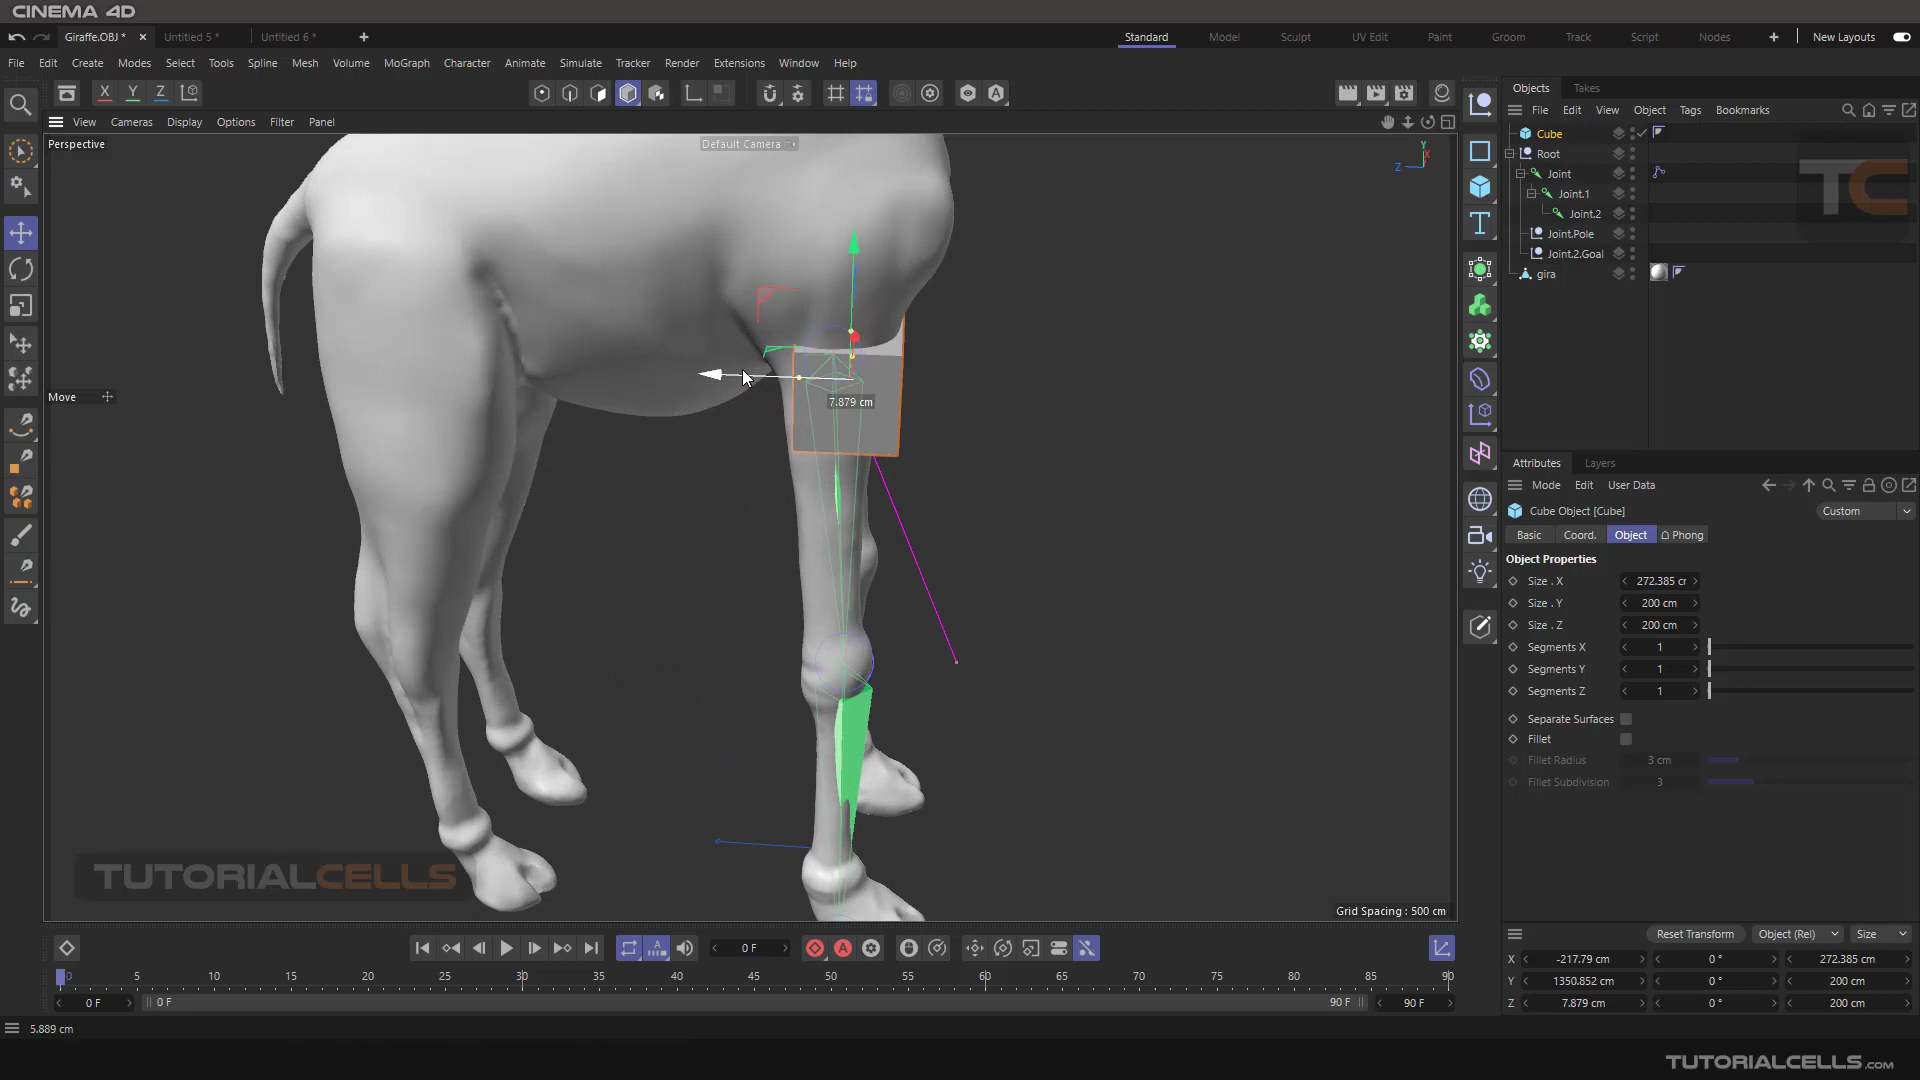 CINEMA 4D
Giraffe.OBJ * × Untitled 5 * Untitled 6 * +
Standard Model Sculpt UV Edit Paint Groom Track Script Nodes + New Layouts
File Edit Create Modes Select Tools Spline Mesh Volume MoGraph Character Animate Simulate Tracker Render Extensions Window Help
X Y Z
Objects Takes
File Edit View Object Tags Bookmarks
View Cameras Display Options Filter Panel
Perspective
Default Camera
Y
X
Z
Cube
Root
Joint
Joint.1
Joint.2
Joint.Pole
Joint.2.Goal
gira
TC
Move
7.879 cm
Attributes Layers
Mode Edit User Data
Cube Object [Cube]
Custom
Basic Coord. Object Phong
Object Properties
Size . X 272.385 cr
Size . Y 200 cm
Size . Z 200 cm
Segments X 1
Segments Y 1
Segments Z 1
Separate Surfaces
Fillet
Fillet Radius 3 cm
Fillet Subdivision 3
TUTORIALCELLS
Grid Spacing : 500 cm
0 F
0 5 10 15 20 25 30 35 40 45 50 55 60 65 70 75 80 85 90
0 F 0 F 90 F 90 F
Reset Transform Object (Rel) Size
X -217.79 cm 0 ° 272.385 cm
Y 1350.852 cm 0 ° 200 cm
Z 7.879 cm 0 ° 200 cm
5.889 cm
TUTORIALCELLS.COM